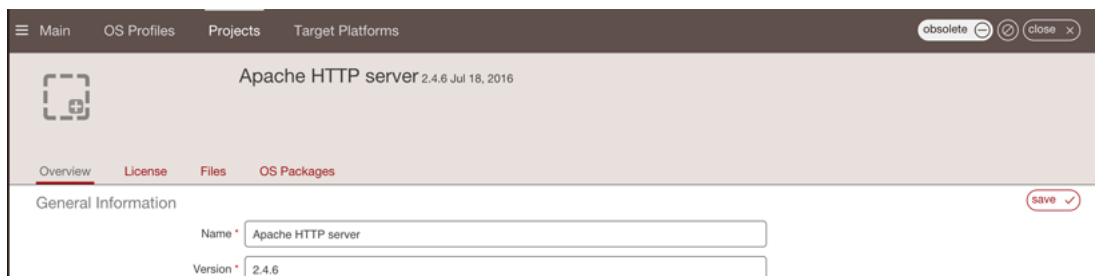 Main OS Profiles Projects Target Platforms obsolete close
Apache HTTP server 2.4.6 Jul 18, 2016
Overview License Files OS Packages
General Information save
Name * Apache HTTP server
Version * 2.4.6